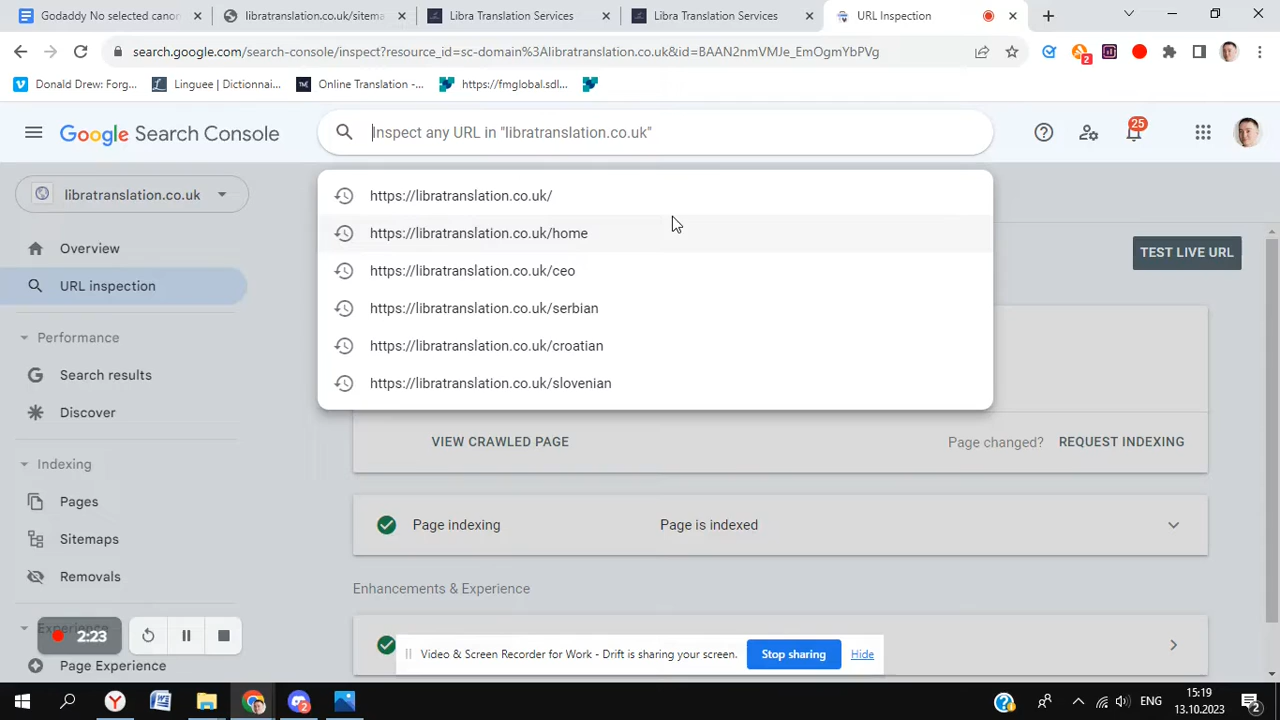 Godaddy No selected canon
libratranslation.co.uk/sitema
Libra Translation Services
Libra Translation Services
URL Inspection
search.google.com/search-console/inspect?resource_id=sc-domain%3Alibratranslation.co.uk&id=BAAN2nmVMJe_EmOgmYbPVg
2
Donald Drew: Forg...
Linguee | Dictionnai...
Online Translation -...
https://fmglobal.sdl...
Google Search Console
Inspect any URL in "libratranslation.co.uk"
25
libratranslation.co.uk
https://libratranslation.co.uk/
https://libratranslation.co.uk/home
https://libratranslation.co.uk/ceo
https://libratranslation.co.uk/serbian
https://libratranslation.co.uk/croatian
https://libratranslation.co.uk/slovenian
Overview
TEST LIVE URL
URL inspection
Performance
Search results
Discover
VIEW CRAWLED PAGE
Page changed? REQUEST INDEXING
Indexing
Pages
Page indexing
Page is indexed
Sitemaps
Removals
Enhancements & Experience
Experience
2:23
Video & Screen Recorder for Work - Drift is sharing your screen.
Stop sharing
Hide
Page Experience
ENG
15:19
13.10.2023
2